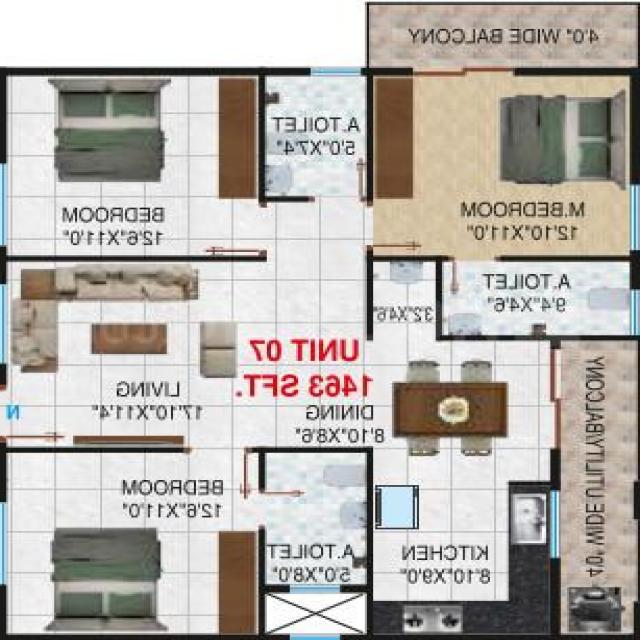 4'0" WIDE BALCONY
A.TOILET
5'0"X7'4"
BEDROOM
12'6"X11'0"
M.BEDROOM
12'10"X11'0"
A.TOILET
9'4"X4'6"
3'2"X4'6"
UNIT 07
1463 SFT.
LIVING
17'10"X11'4"
N
DINING
8'10"X8'6"
4'0" WIDE UTILITY/BALCONY
BEDROOM
12'6"X11'0"
A.TOILET
5'0"X8'0"
KITCHEN
8'10"X9'0"